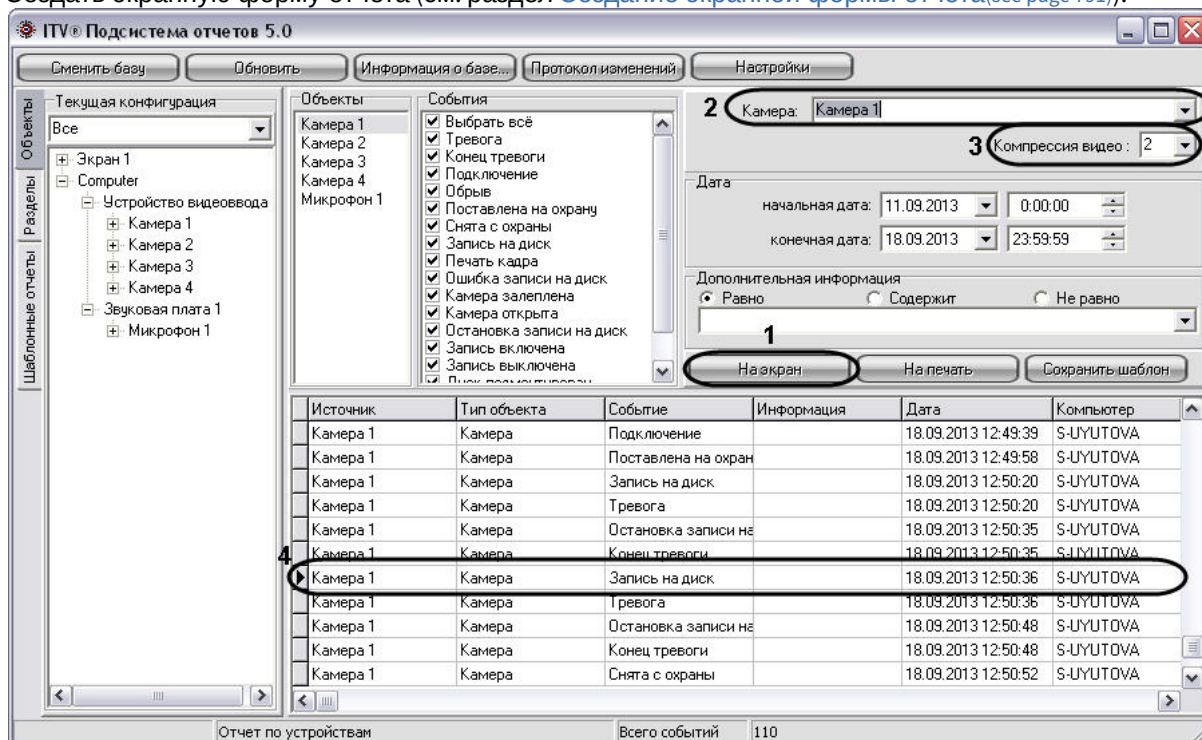 Создать экранную форму отчета (см. раздел Создание экранной формы отчета(see page 191)).
ITV® Подсистема отчетов 5.0
Сменить базу Обновить Информация о базе... Протокол изменений Настройки
Объекты
Разделы
Шаблонные отчеты
Текущая конфигурация
Все
Экран 1
Computer
Устройство видеоввода
Камера 1
Камера 2
Камера 3
Камера 4
Звуковая плата 1
Микрофон 1
Объекты
Камера 1
Камера 2
Камера 3
Камера 4
Микрофон 1
События
Выбрать всё
Тревога
Конец тревоги
Подключение
Обрыв
Поставлена на охрану
Снята с охраны
Запись на диск
Печать кадра
Ошибка записи на диск
Камера залеплена
Камера открыта
Остановка записи на диск
Запись включена
Запись выключена
2 Камера: Камера 1
3 Компрессия видео : 2
Дата
начальная дата: 11.09.2013 0:00:00
конечная дата: 18.09.2013 23:59:59
Дополнительная информация
Равно Содержит Не равно
1
На экран На печать Сохранить шаблон
Источник Тип объекта Событие Информация Дата Компьютер
Камера 1 Камера Подключение 18.09.2013 12:49:39 S-UYUTOVA
Камера 1 Камера Поставлена на охран 18.09.2013 12:49:58 S-UYUTOVA
Камера 1 Камера Запись на диск 18.09.2013 12:50:20 S-UYUTOVA
Камера 1 Камера Тревога 18.09.2013 12:50:20 S-UYUTOVA
Камера 1 Камера Остановка записи на 18.09.2013 12:50:35 S-UYUTOVA
Камера 1 Камера Конец тревоги 18.09.2013 12:50:35 S-UYUTOVA
4 Камера 1 Камера Запись на диск 18.09.2013 12:50:36 S-UYUTOVA
Камера 1 Камера Тревога 18.09.2013 12:50:36 S-UYUTOVA
Камера 1 Камера Остановка записи на 18.09.2013 12:50:48 S-UYUTOVA
Камера 1 Камера Конец тревоги 18.09.2013 12:50:48 S-UYUTOVA
Камера 1 Камера Снята с охраны 18.09.2013 12:50:52 S-UYUTOVA
Отчет по устройствам Всего событий 110